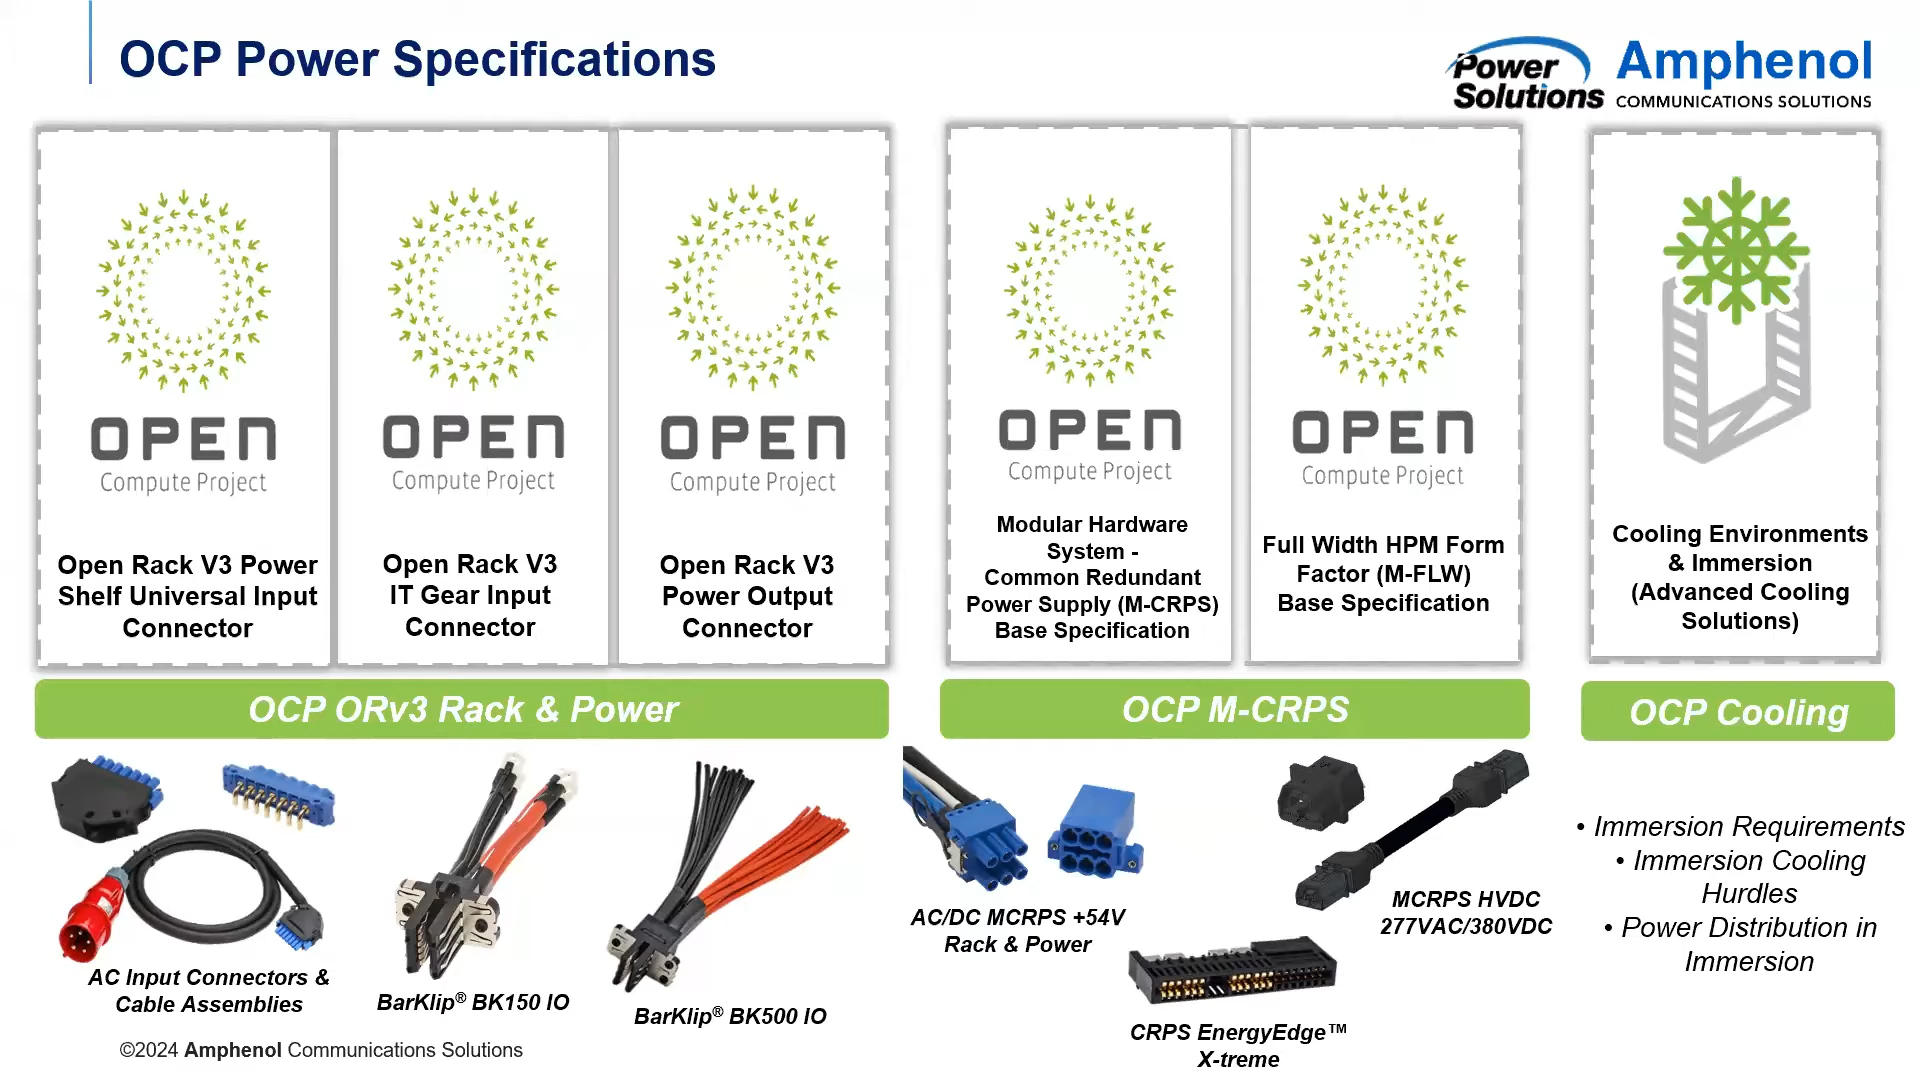 OCP Power Specifications
Power
Solutions
Amphenol
COMMUNICATIONS SOLUTIONS
OPEN
Compute Project
Open Rack V3 Power
Shelf Universal Input
Connector
OPEN
Compute Project
Open Rack V3
IT Gear Input
Connector
OPEN
Compute Project
Open Rack V3
Power Output
Connector
OPEN
Compute Project
Modular Hardware
System -
Common Redundant
Power Supply (M-CRPS)
Base Specification
OPEN
Compute Project
Full Width HPM Form
Factor (M-FLW)
Base Specification
Cooling Environments
& Immersion
(Advanced Cooling
Solutions)
OCP ORv3 Rack & Power
OCP M-CRPS
OCP Cooling
AC Input Connectors &
Cable Assemblies
BarKlip® BK150 IO
BarKlip® BK500 IO
AC/DC MCRPS +54V
Rack & Power
MCRPS HVDC
277VAC/380VDC
CRPS EnergyEdge™
X-treme
• Immersion Requirements
• Immersion Cooling
Hurdles
• Power Distribution in
Immersion
©2024 Amphenol Communications Solutions